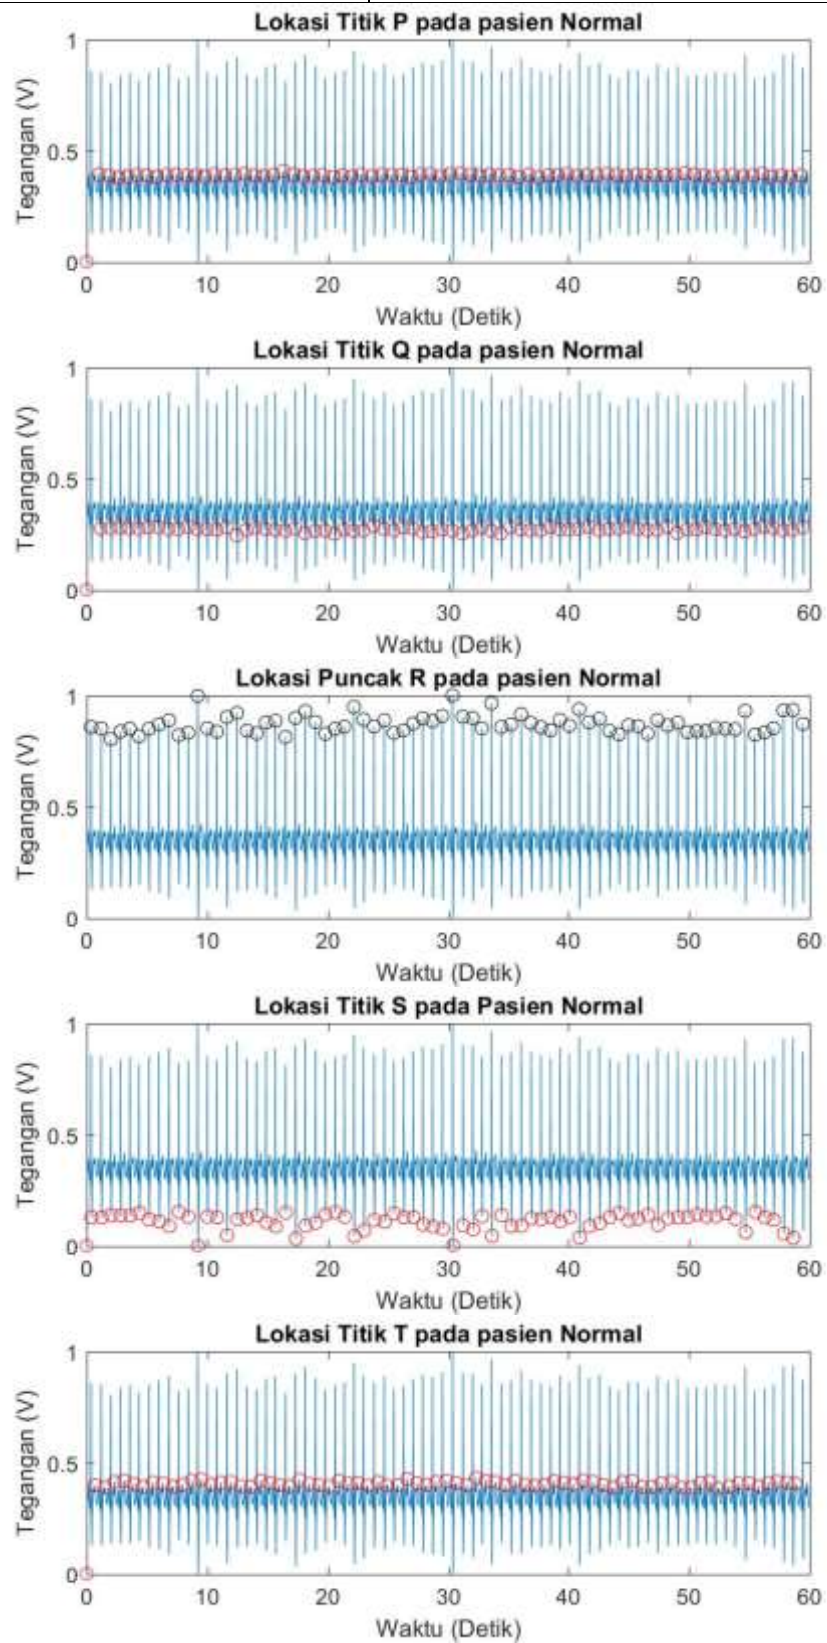 Lokasi Titik P pada pasien Normal
1
0.5
0
Tegangan (V)
0 10 20 30 40 50 60
Waktu (Detik)
Lokasi Titik Q pada pasien Normal
1
0.5
0
Tegangan (V)
0 10 20 30 40 50 60
Waktu (Detik)
Lokasi Puncak R pada pasien Normal
1
0.5
0
Tegangan (V)
0 10 20 30 40 50 60
Waktu (Detik)
Lokasi Titik S pada Pasien Normal
1
0.5
0
Tegangan (V)
0 10 20 30 40 50 60
Waktu (Detik)
Lokasi Titik T pada pasien Normal
1
0.5
0
Tegangan (V)
0 10 20 30 40 50 60
Waktu (Detik)